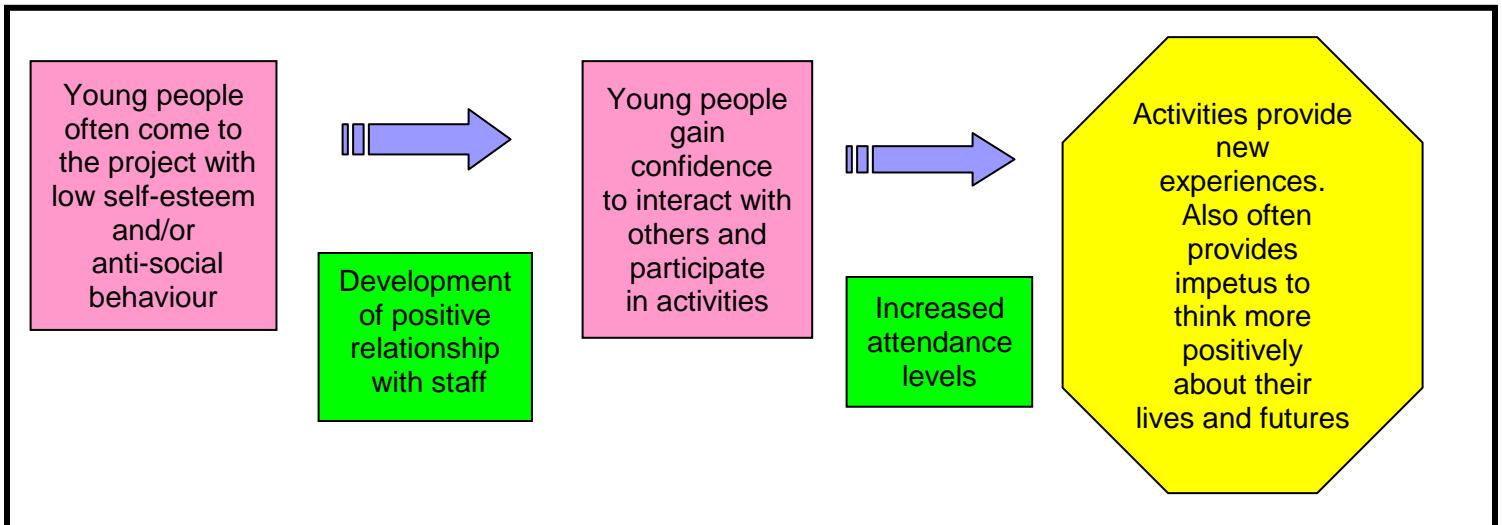 Young people
often come to
the project with
low self-esteem
and/or
anti-social
behaviour
Development
of positive
relationship
with staff
Young people
gain
confidence
to interact with
others and
participate
in activities
Increased
attendance
levels
Activities provide
new
experiences.
Also often
provides
impetus to
think more
positively
about their
lives and futures